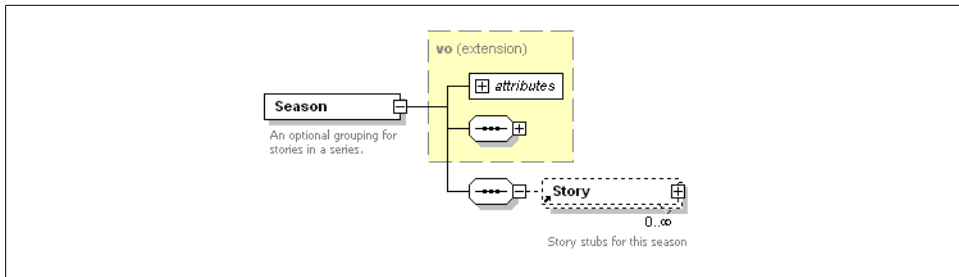 vo (extension)
attributes
Season
An optional grouping for
stories in a series.
Story
0..∞
Story stubs for this season